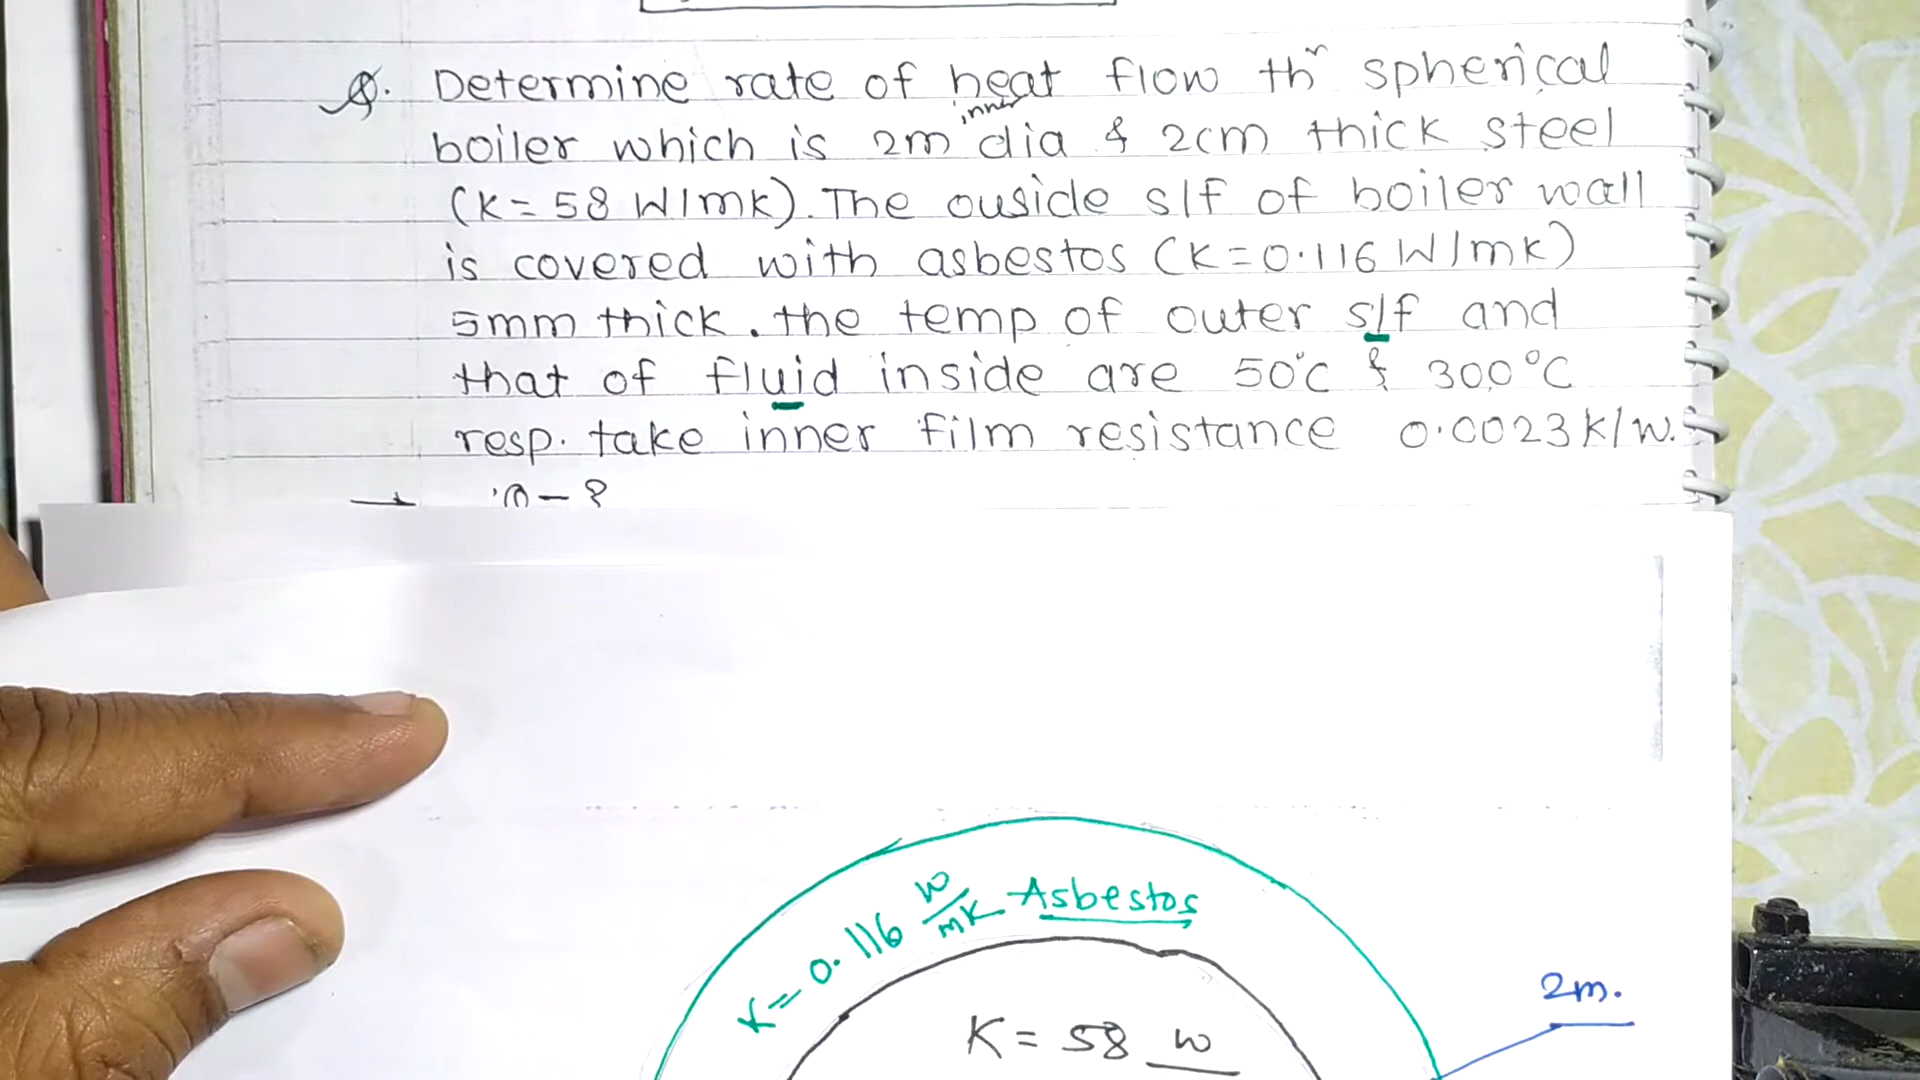 Q. Determine rate of heat flow thr spherical
inner
boiler which is 2m dia & 2cm thick steel
(K=58 W/mK). The ouside s/f of boiler wall
is covered with asbestos (K=0.116 W/mK)
5mm thick. the temp of outer s/f and
that of fluid inside are 50°C & 300°C
resp. take inner film resistance 0.0023K/W.
K= 0.116 W/mK Asbestos
2m.
K= 58 W